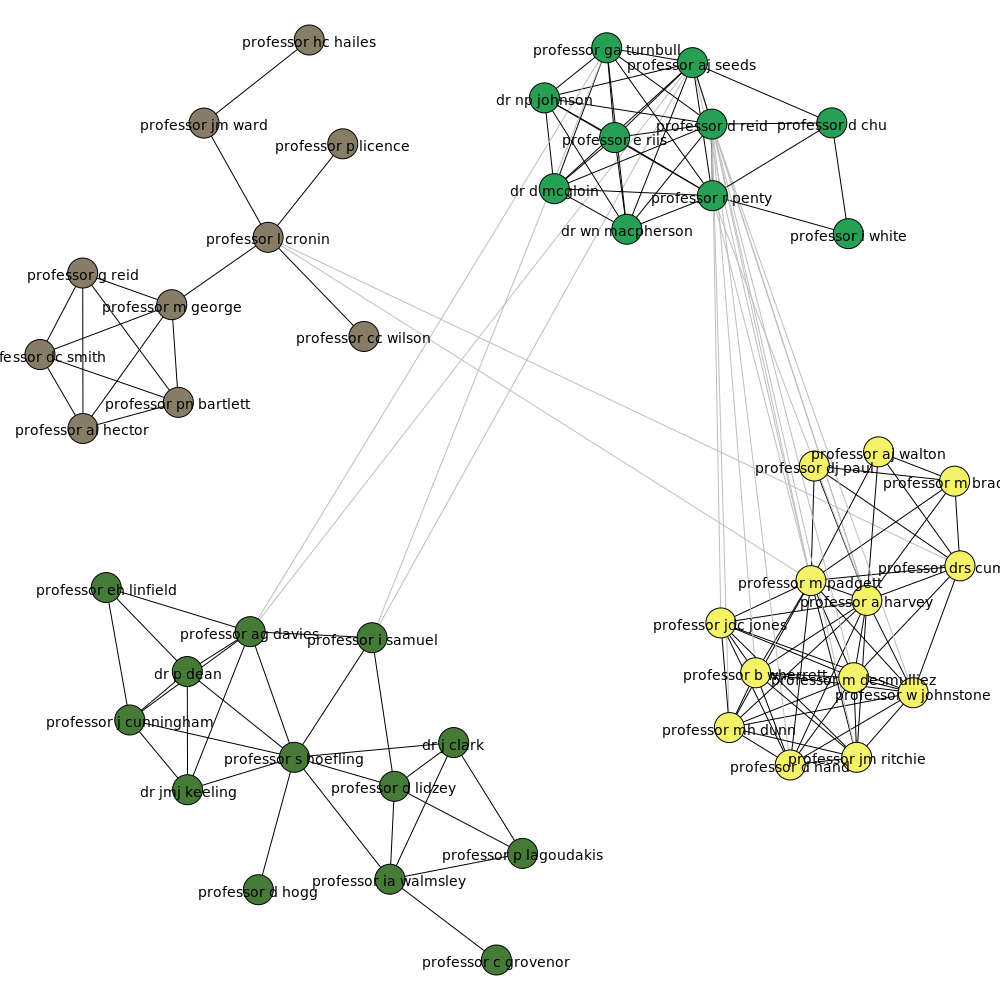 professor hc hailes
professor ga turnbull
professor aj seeds
dr np johnson
professor jm ward
professor p licence
professor e riis
professor d reid
professor d chu
dr d mcgloin
professor r penty
dr wn macpherson
professor i white
professor l cronin
professor g reid
professor m george
professor cc wilson
fessor dc smith
professor pn bartlett
professor al hector
professor aj walton
professor dj paul
professor m brad
professor drs cum
professor m padgett
professor a harvey
professor eh linfield
professor jdc jones
professor ag davies
professor i samuel
dr p dean
professor b wherrett
professor m desmulliez
professor w johnstone
professor j cunningham
professor mh dunn
dr j clark
professor s hoefling
professor jm ritchie
professor d hand
professor d lidzey
dr jmj keeling
professor p lagoudakis
professor ia walmsley
professor d hogg
professor c grovenor